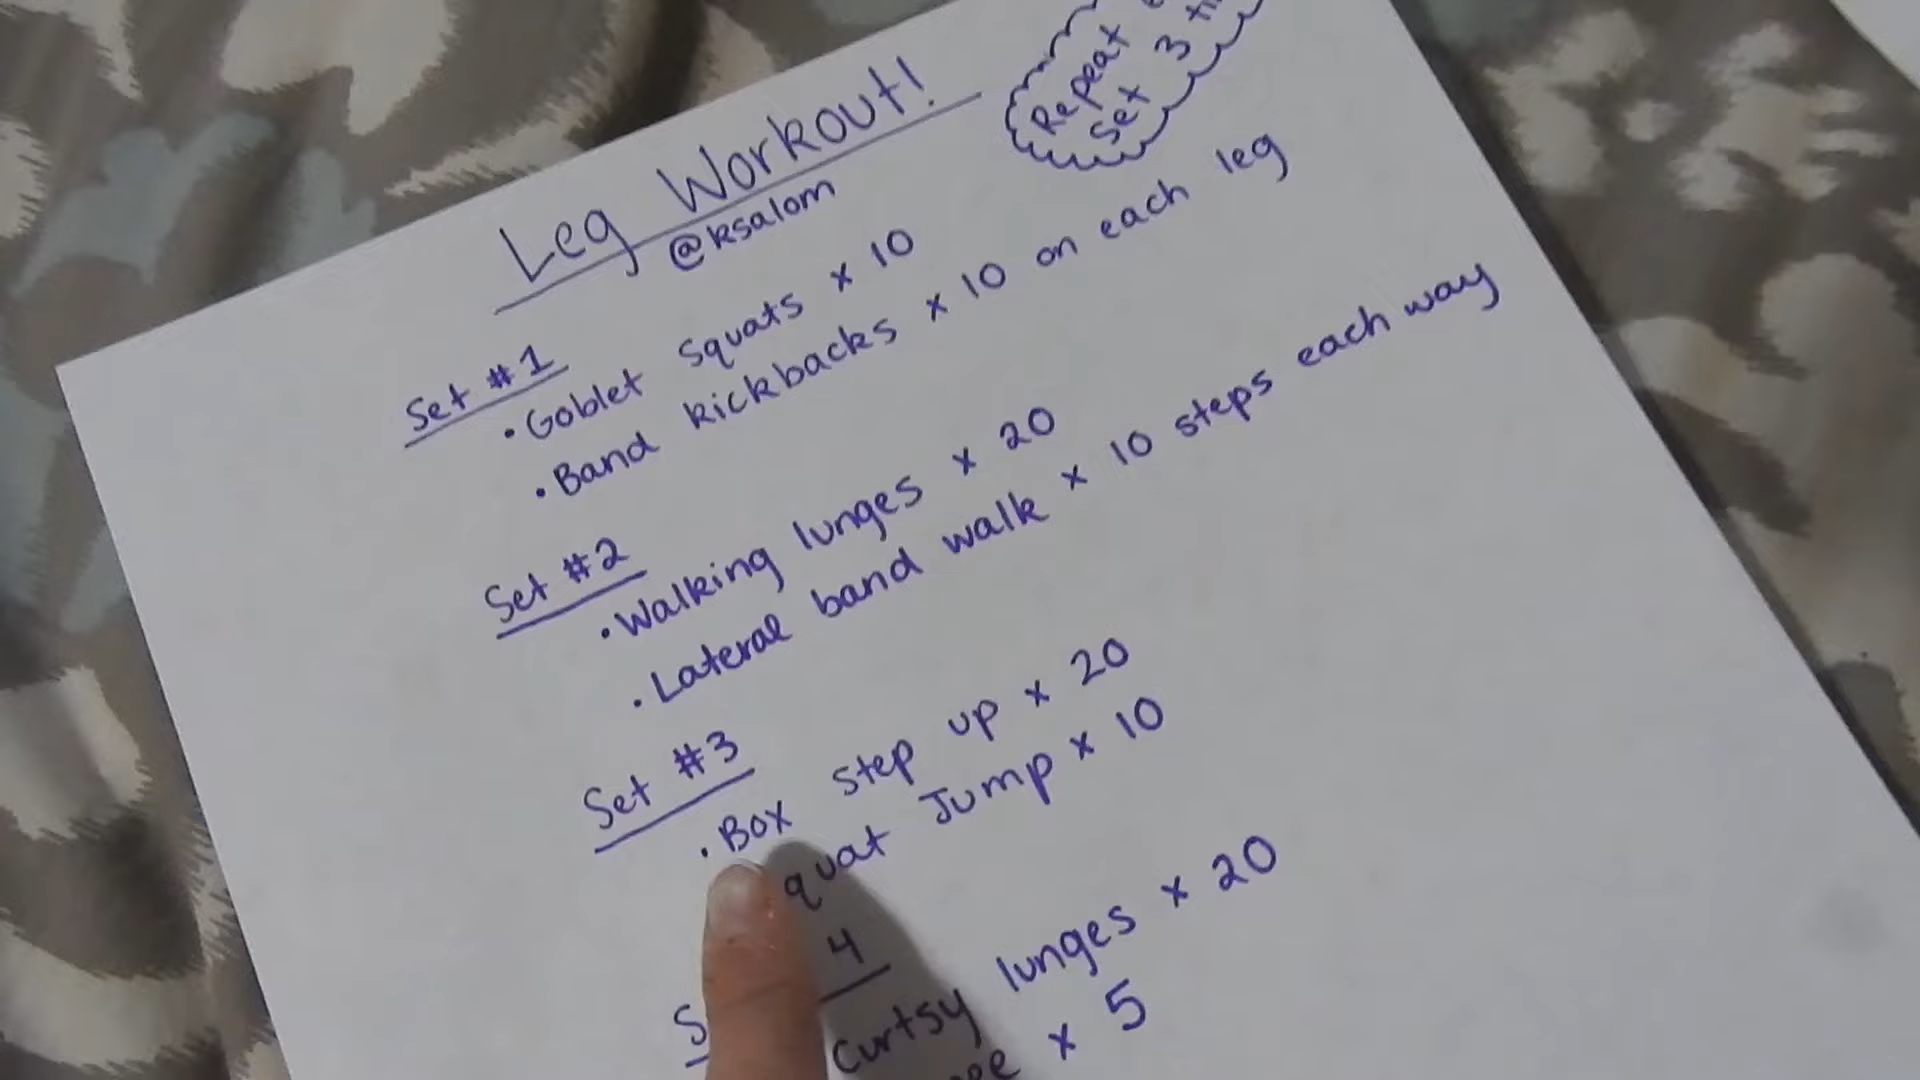 Leg Workout!
@ksalom
Repeat
Set 3
Set #1
• Goblet squats x 10
• Band kickbacks x 10 on each leg
Set #2
• Walking lunges x 20
• Lateral band walk x 10 steps each way
Set #3
• Box step up x 20
quat Jump x 10
4
Curtsy lunges x 20
x 5